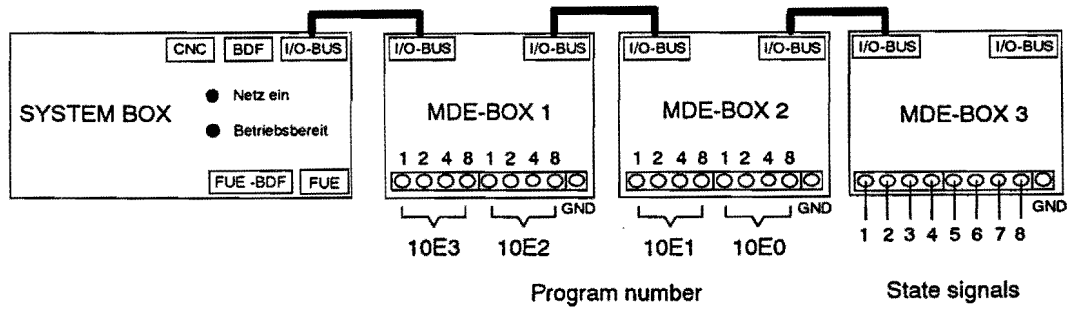 CNC BDF I/O-BUS I/O-BUS I/O-BUS I/O-BUS I/O-BUS I/O-BUS I/O-BUS
Netz ein
SYSTEM BOX MDE-BOX 1 MDE-BOX 2 MDE-BOX 3
Betriebsbereit
1 2 4 8 1 2 4 8 1 2 4 8 1 2 4 8
FUE -BDF FUE
GND GND GND
1 2 3 4 5 6 7 8
10E3 10E2 10E1 10E0
Program number State signals